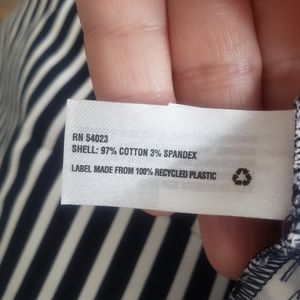 RN 54023
SHELL: 97% COTTON 3% SPANDEX
LABEL MADE FROM 100% RECYCLED PLASTIC